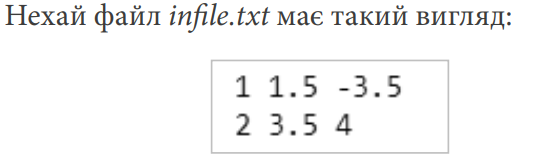 Нехай файл infile.txt має такий вигляд:
1 1.5 -3.5
2 3.5 4